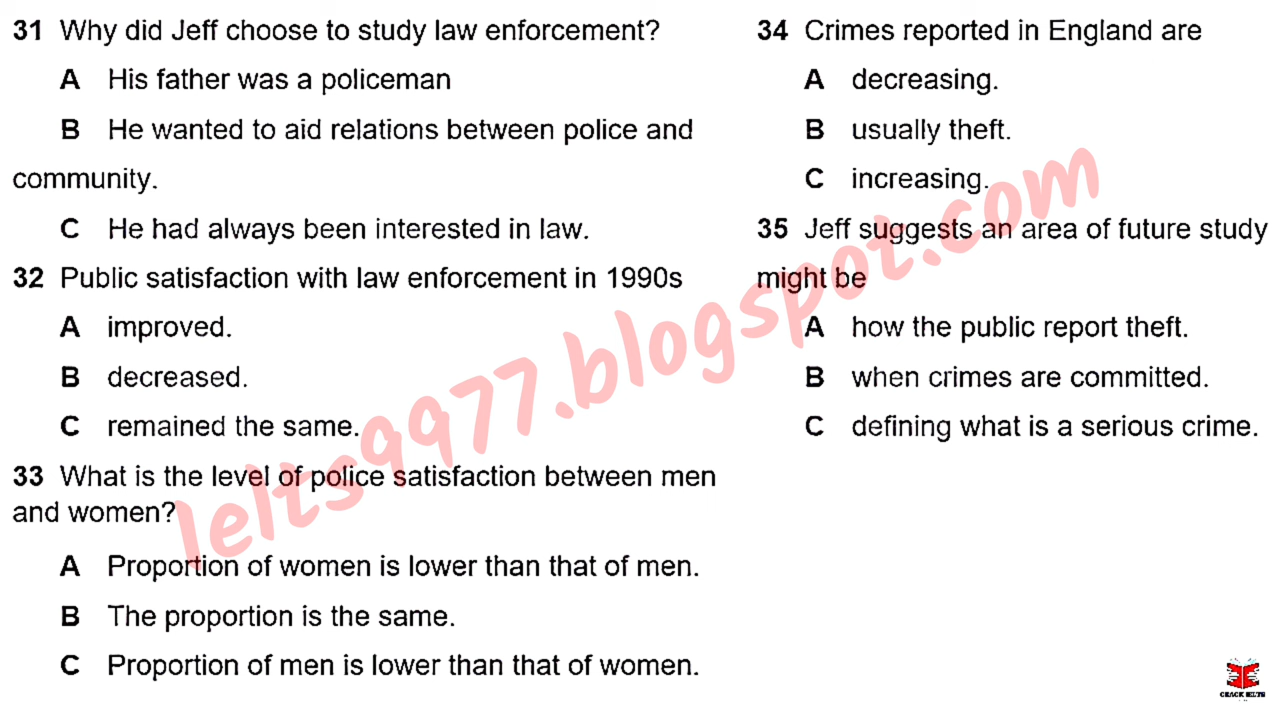 31 Why did Jeff choose to study law enforcement?
A His father was a policeman
B He wanted to aid relations between police and
community.
C He had always been interested in law.
32 Public satisfaction with law enforcement in 1990s
A improved.
B decreased.
C remained the same.
33 What is the level of police satisfaction between men
and women?
A Proportion of women is lower than that of men.
B The proportion is the same.
C Proportion of men is lower than that of women.
34 Crimes reported in England are
A decreasing.
B usually theft.
C increasing.
35 Jeff suggests an area of future study
might be
A how the public report theft.
B when crimes are committed.
C defining what is a serious crime.
Ielts9977.blogspot.com
CRACK IELTS